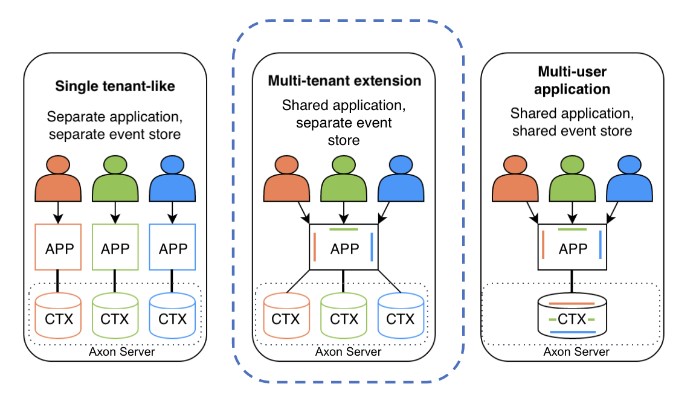 Single tenant-like
Separate application,
separate event store
APP
APP
APP
CTX
CTX
CTX
Axon Server
Multi-tenant extension
Shared application,
separate event
store
APP
CTX
CTX
CTX
Axon Server
Multi-user
application
Shared application,
shared event store
APP
CTX
Axon Server